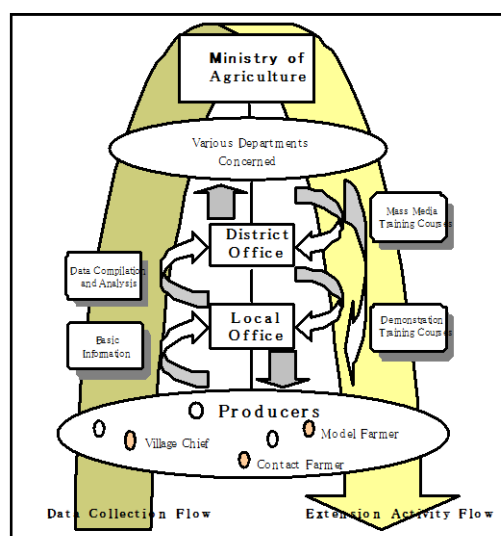 Ministry of
Agriculture
Various Departments
Concerned
Mass Media
Training Courses
District
Office
Data Compilation
and Analysis
Local
Office
Demonstration
Training Courses
Basic
Information
Producers
Model Farmer
Village Chief
Contact Farmer
Data Collection Flow
Extension Activity Flow